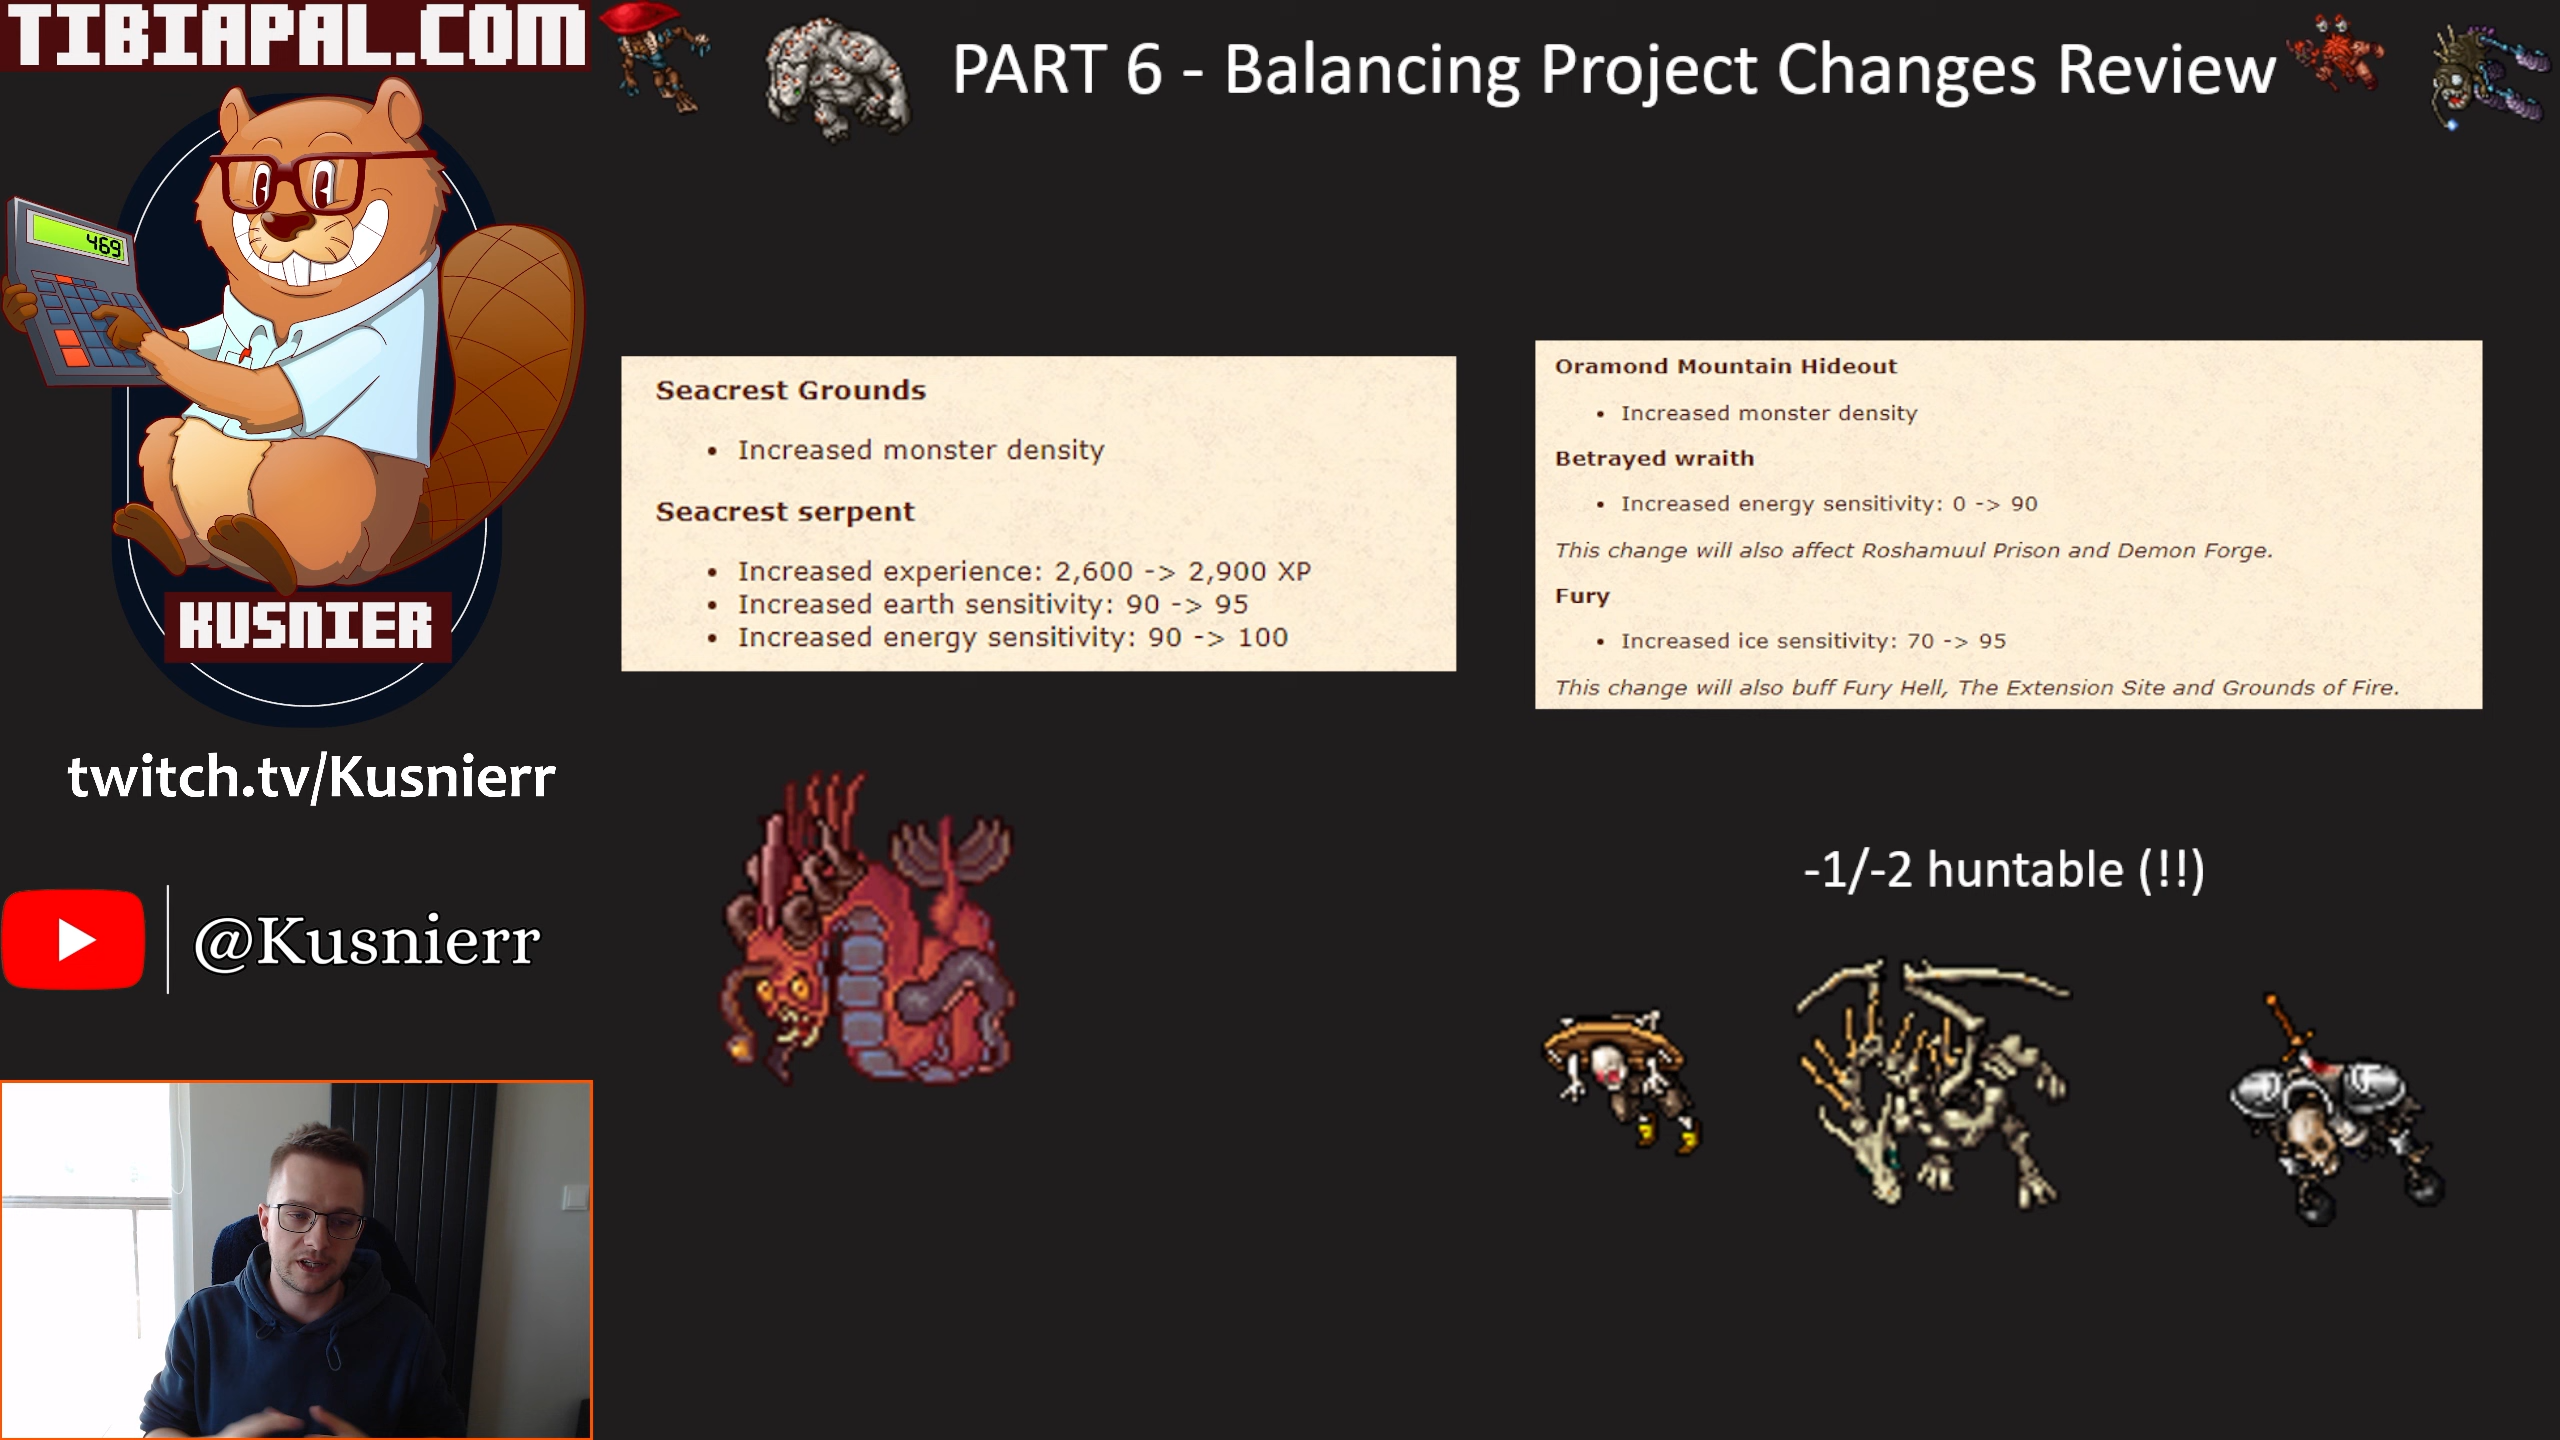 TIBIAPAL.COM
469
KUSNIER
twitch.tv/Kusnierr
@Kusnierr
PART 6 - Balancing Project Changes Review
Seacrest Grounds
• Increased monster density
Seacrest serpent
• Increased experience: 2,600 -> 2,900 XP
• Increased earth sensitivity: 90 -> 95
• Increased energy sensitivity: 90 -> 100
Oramond Mountain Hideout
• Increased monster density
Betrayed wraith
• Increased energy sensitivity: 0 -> 90
This change will also affect Roshamuul Prison and Demon Forge.
Fury
• Increased ice sensitivity: 70 -> 95
This change will also buff Fury Hell, The Extension Site and Grounds of Fire.
-1/-2 huntable (!!)